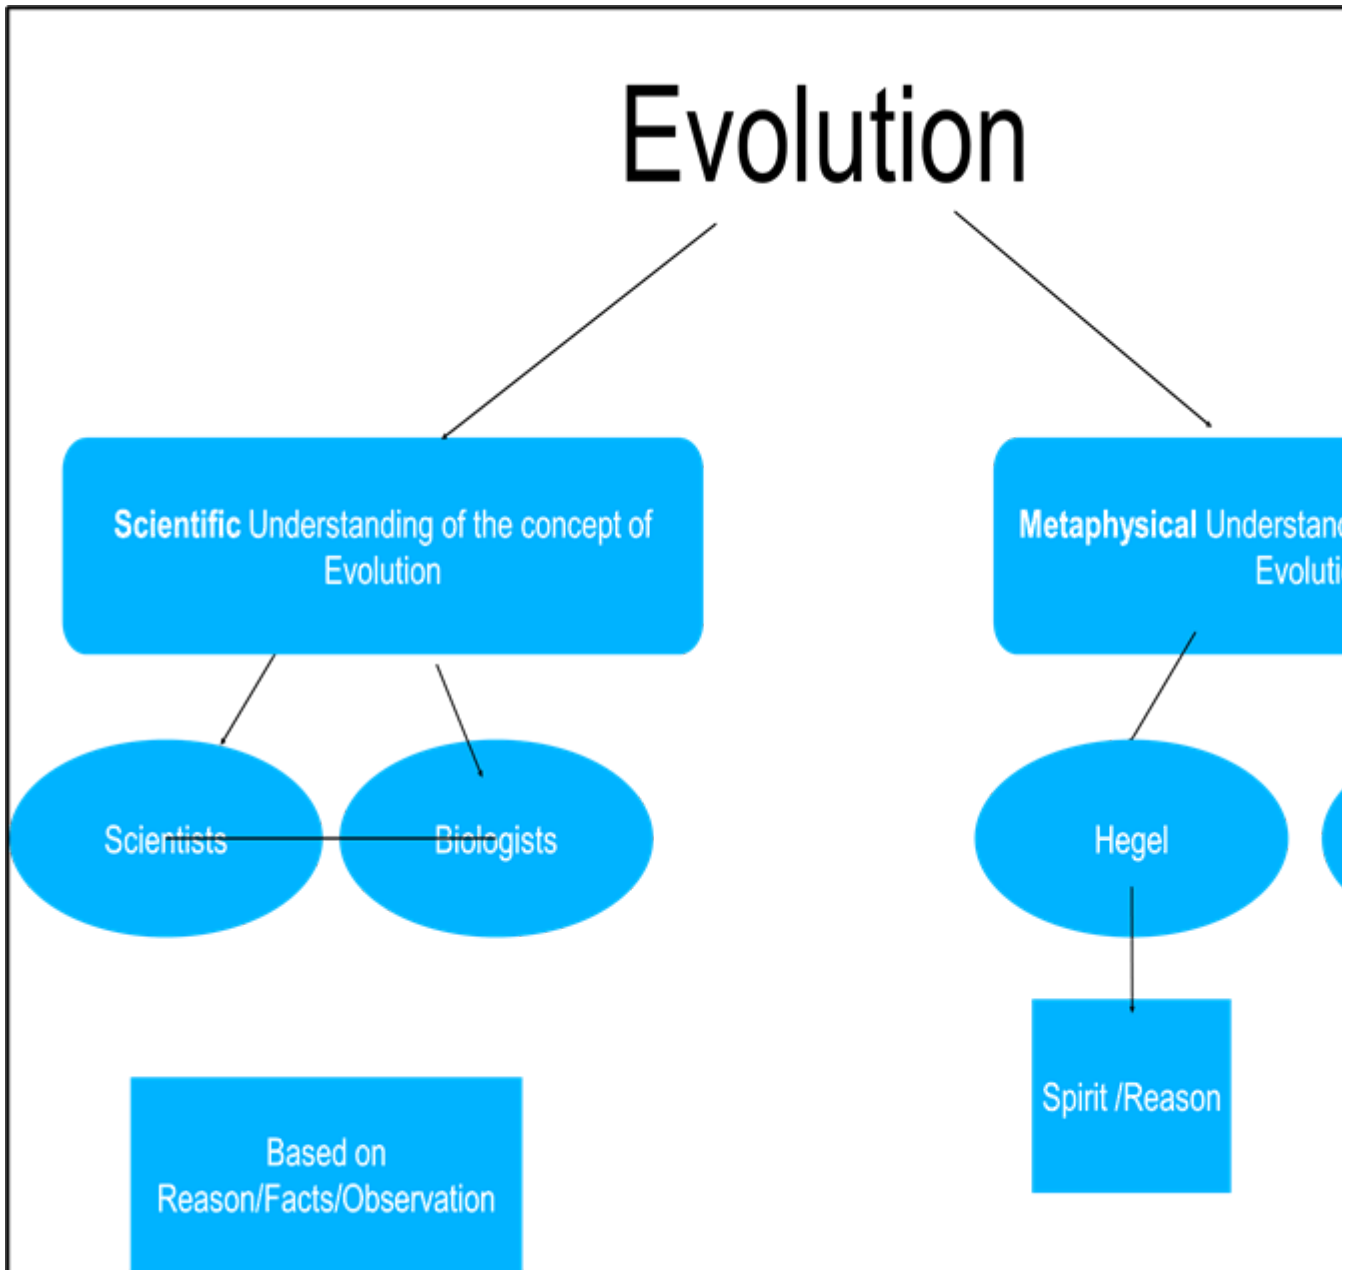 Evolution
Scientific Understanding of the concept of
Evolution
Metaphysical
Scientists
Biologists
Hegel
Spirit /Reason
Based on
Reason/Facts/Observation